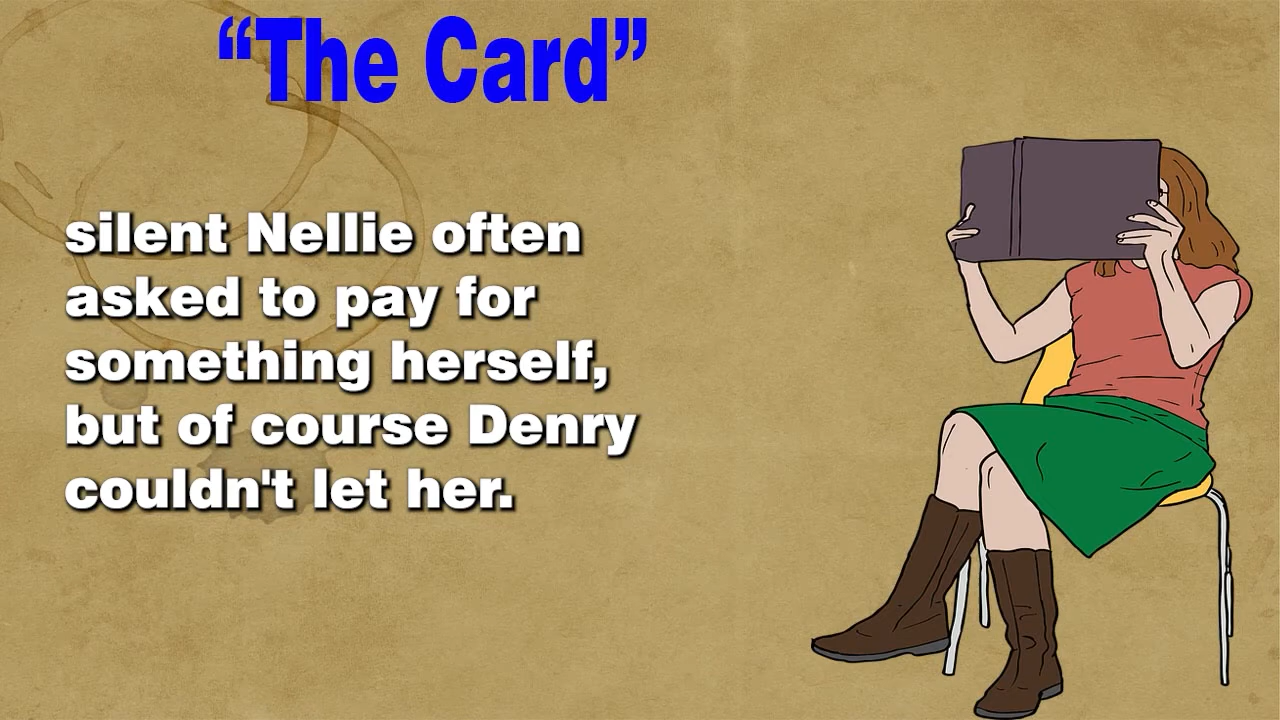 “The Card”
silent Nellie often
asked to pay for
something herself,
but of course Denry
couldn't let her.